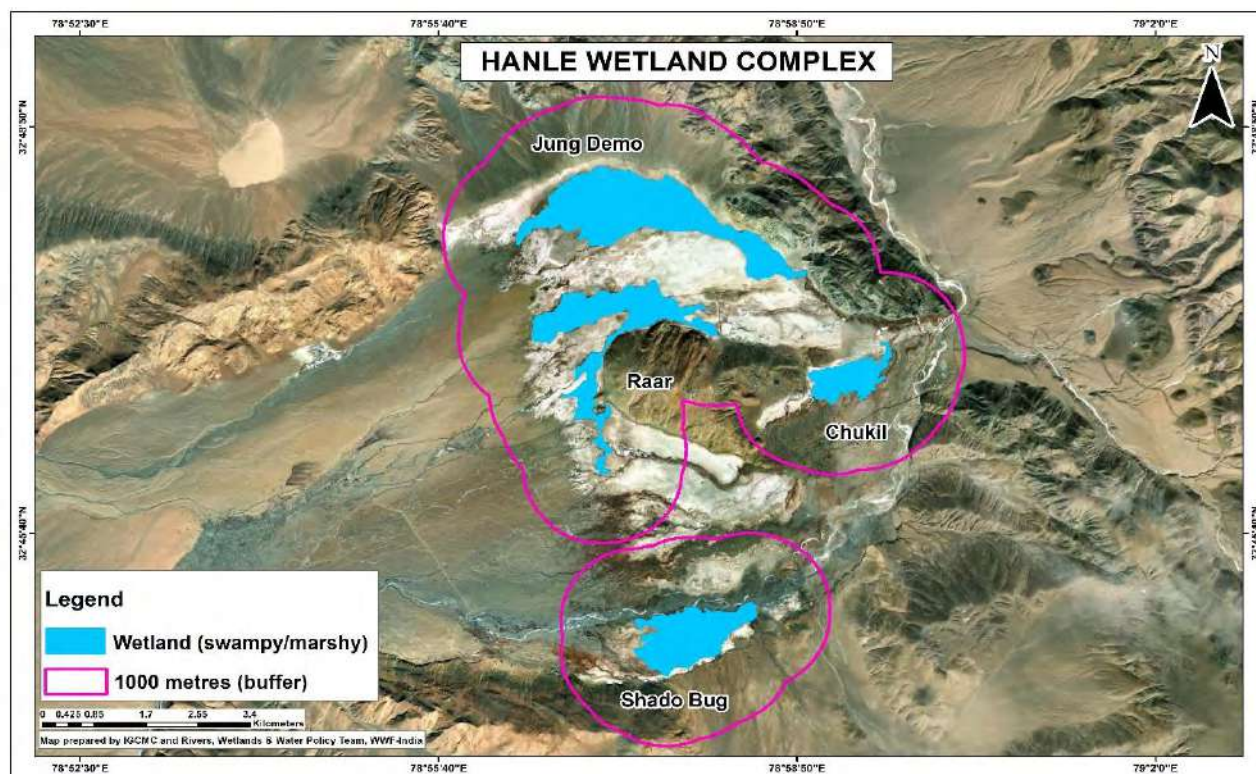 78°52'30"E 78°55'40"E 78°58'50"E 79°2'0"E
HANLE WETLAND COMPLEX
N
Jung Demo
Raar
Chukil
32°45'40"N
Legend
Wetland (swampy/marshy)
1000 metres (buffer)
Shado Bug
0 0.425 0.85 1.7 2.55 3.4
Kilometers
Map prepared by IGCMC and Rivers, Wetlands & Water Policy Team, WWF-India
78°52'30"E 78°55'40"E 78°58'50"E 79°2'0"E